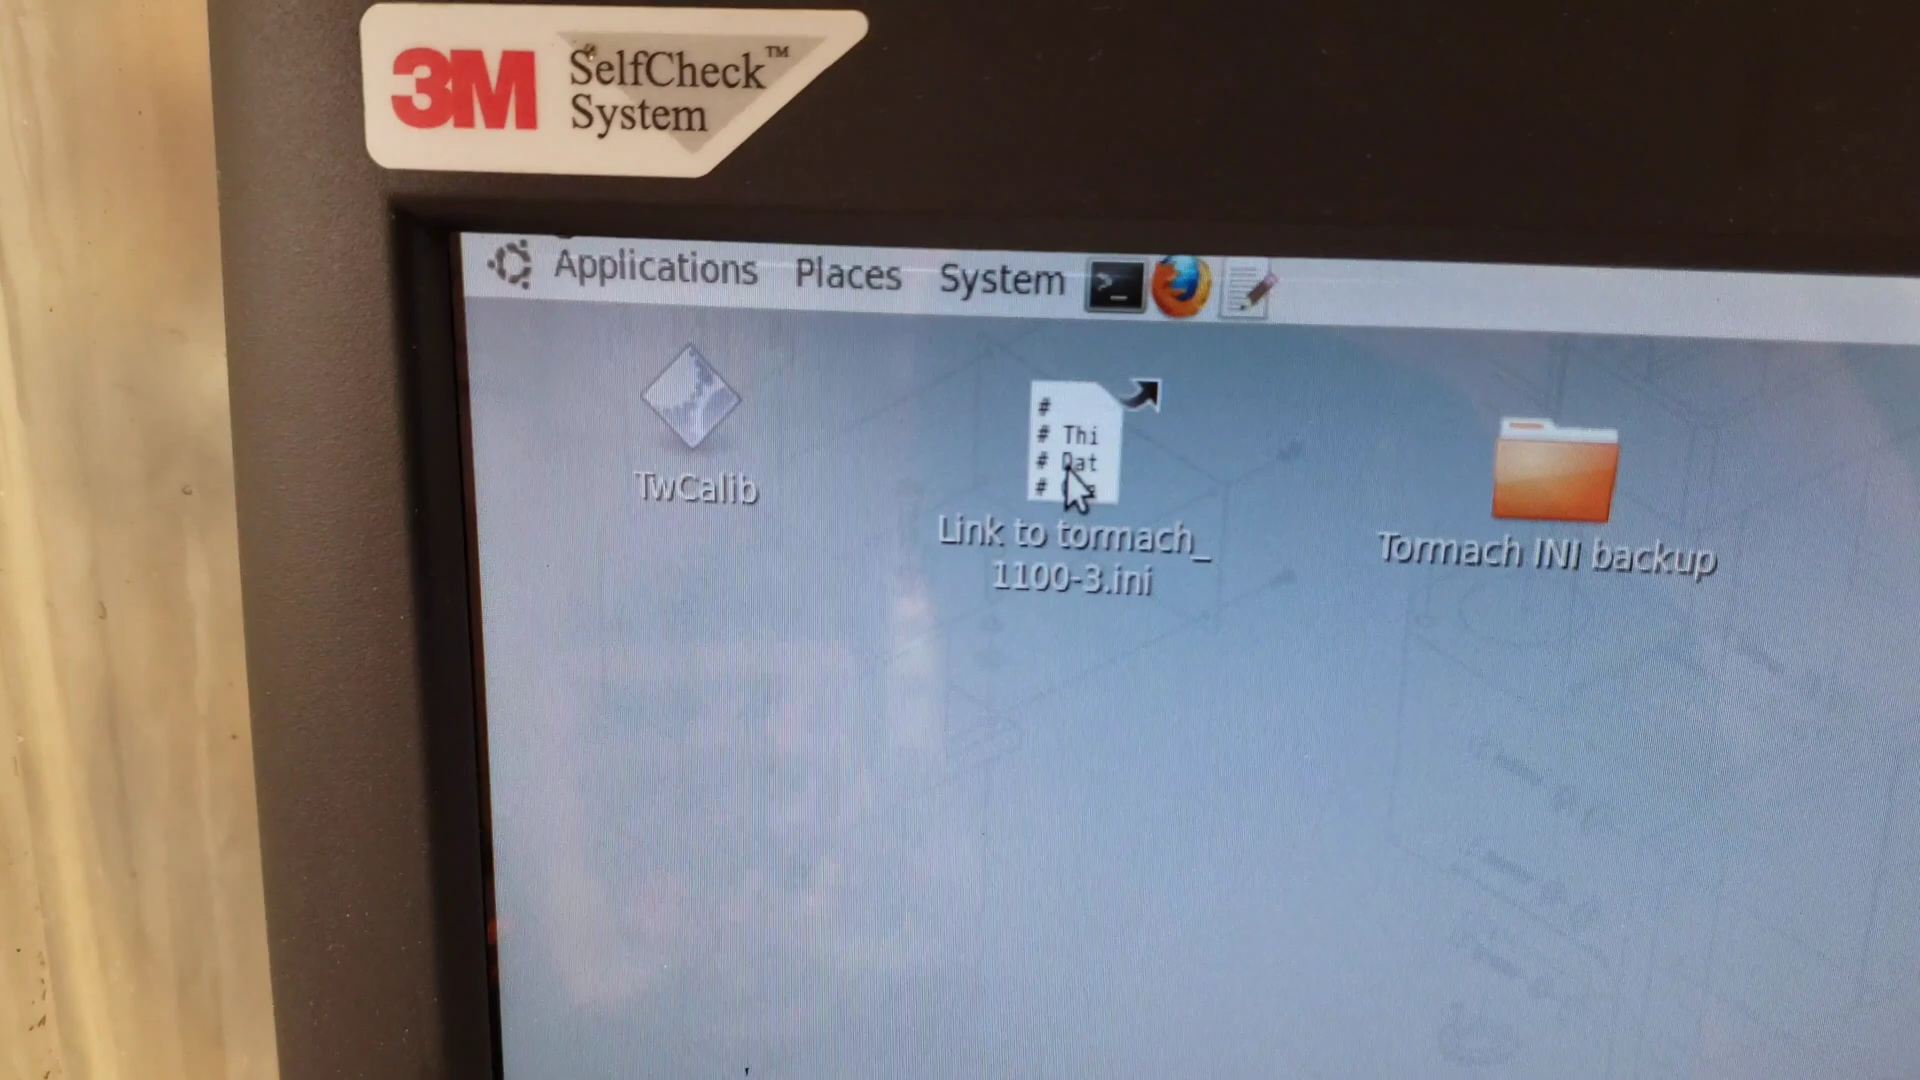 3M SelfCheck™
System
Applications Places System
>_
#
# Thi
# Dat
#
TwCalib
Link to tormach_
1100-3.ini
Tormach INI backup